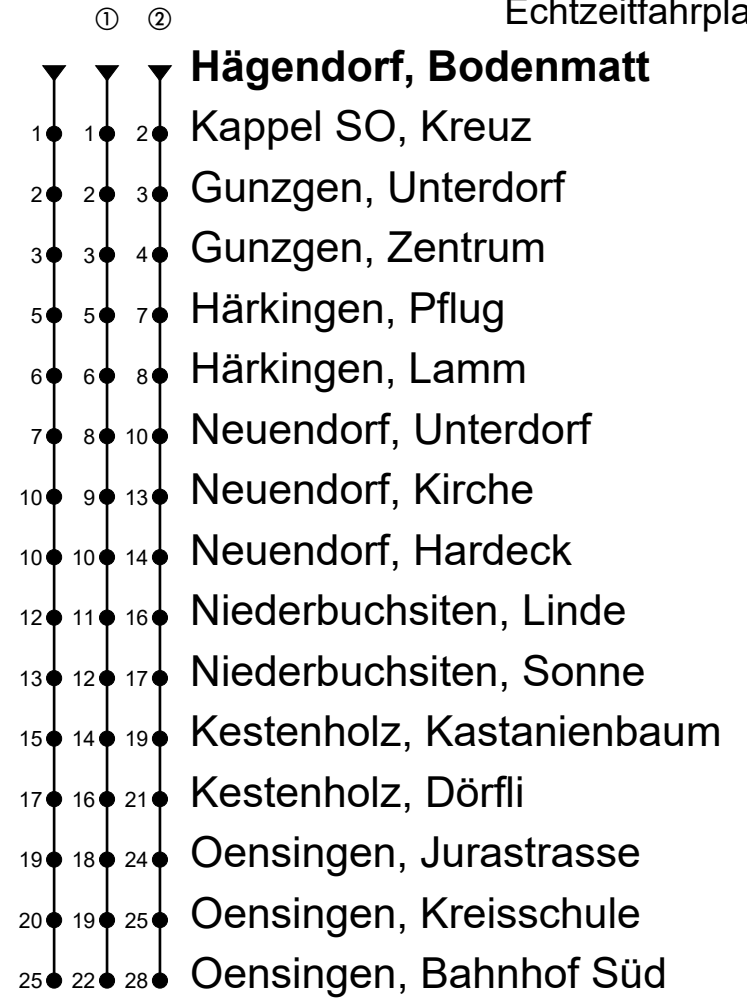 ① ② Echtzeitfahrpla
Hägendorf, Bodenmatt
1 1 2 Kappel SO, Kreuz
2 2 3 Gunzgen, Unterdorf
3 3 4 Gunzgen, Zentrum
5 5 7 Härkingen, Pflug
6 6 8 Härkingen, Lamm
7 8 10 Neuendorf, Unterdorf
10 9 13 Neuendorf, Kirche
10 10 14 Neuendorf, Hardeck
12 11 16 Niederbuchsiten, Linde
13 12 17 Niederbuchsiten, Sonne
15 14 19 Kestenholz, Kastanienbaum
17 16 21 Kestenholz, Dörfli
19 18 24 Oensingen, Jurastrasse
20 19 25 Oensingen, Kreisschule
25 22 28 Oensingen, Bahnhof Süd